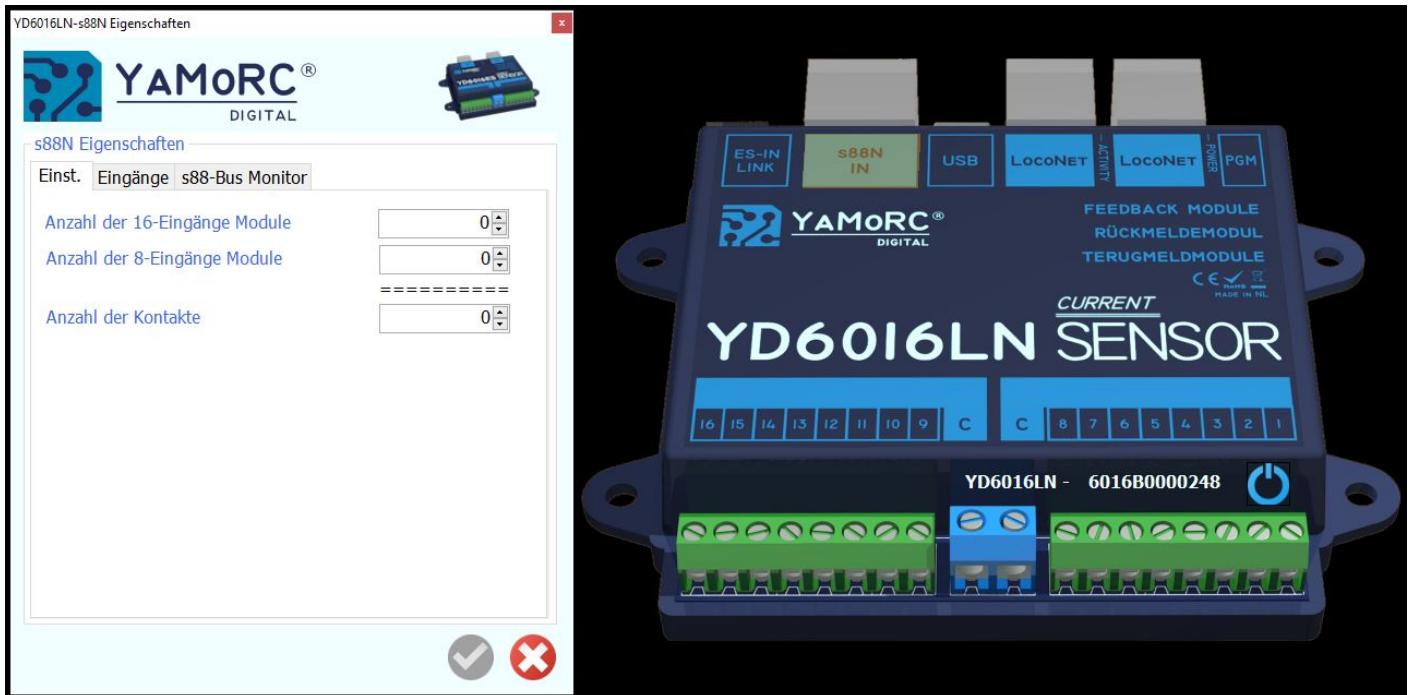 YD6016LN-s88N Eigenschaften
x
YAMORC®
DIGITAL
s88N Eigenschaften
Einst. Eingänge s88-Bus Monitor
Anzahl der 16-Eingänge Module 0
Anzahl der 8-Eingänge Module 0
==========
Anzahl der Kontakte 0
ES-IN LINK
s88N IN
USB
LocoNet
- ACTIVITY
LocoNet
- POWER
PGM
YAMORC®
DIGITAL
FEEDBACK MODULE
RÜCKMELDEMODUL
TERUGMELDMODULE
CE RoHS
MADE IN NL
CURRENT
YD6016LN SENSOR
16 15 14 13 12 11 10 9 C C 8 7 6 5 4 3 2 1
YD6016LN - 6016B0000248